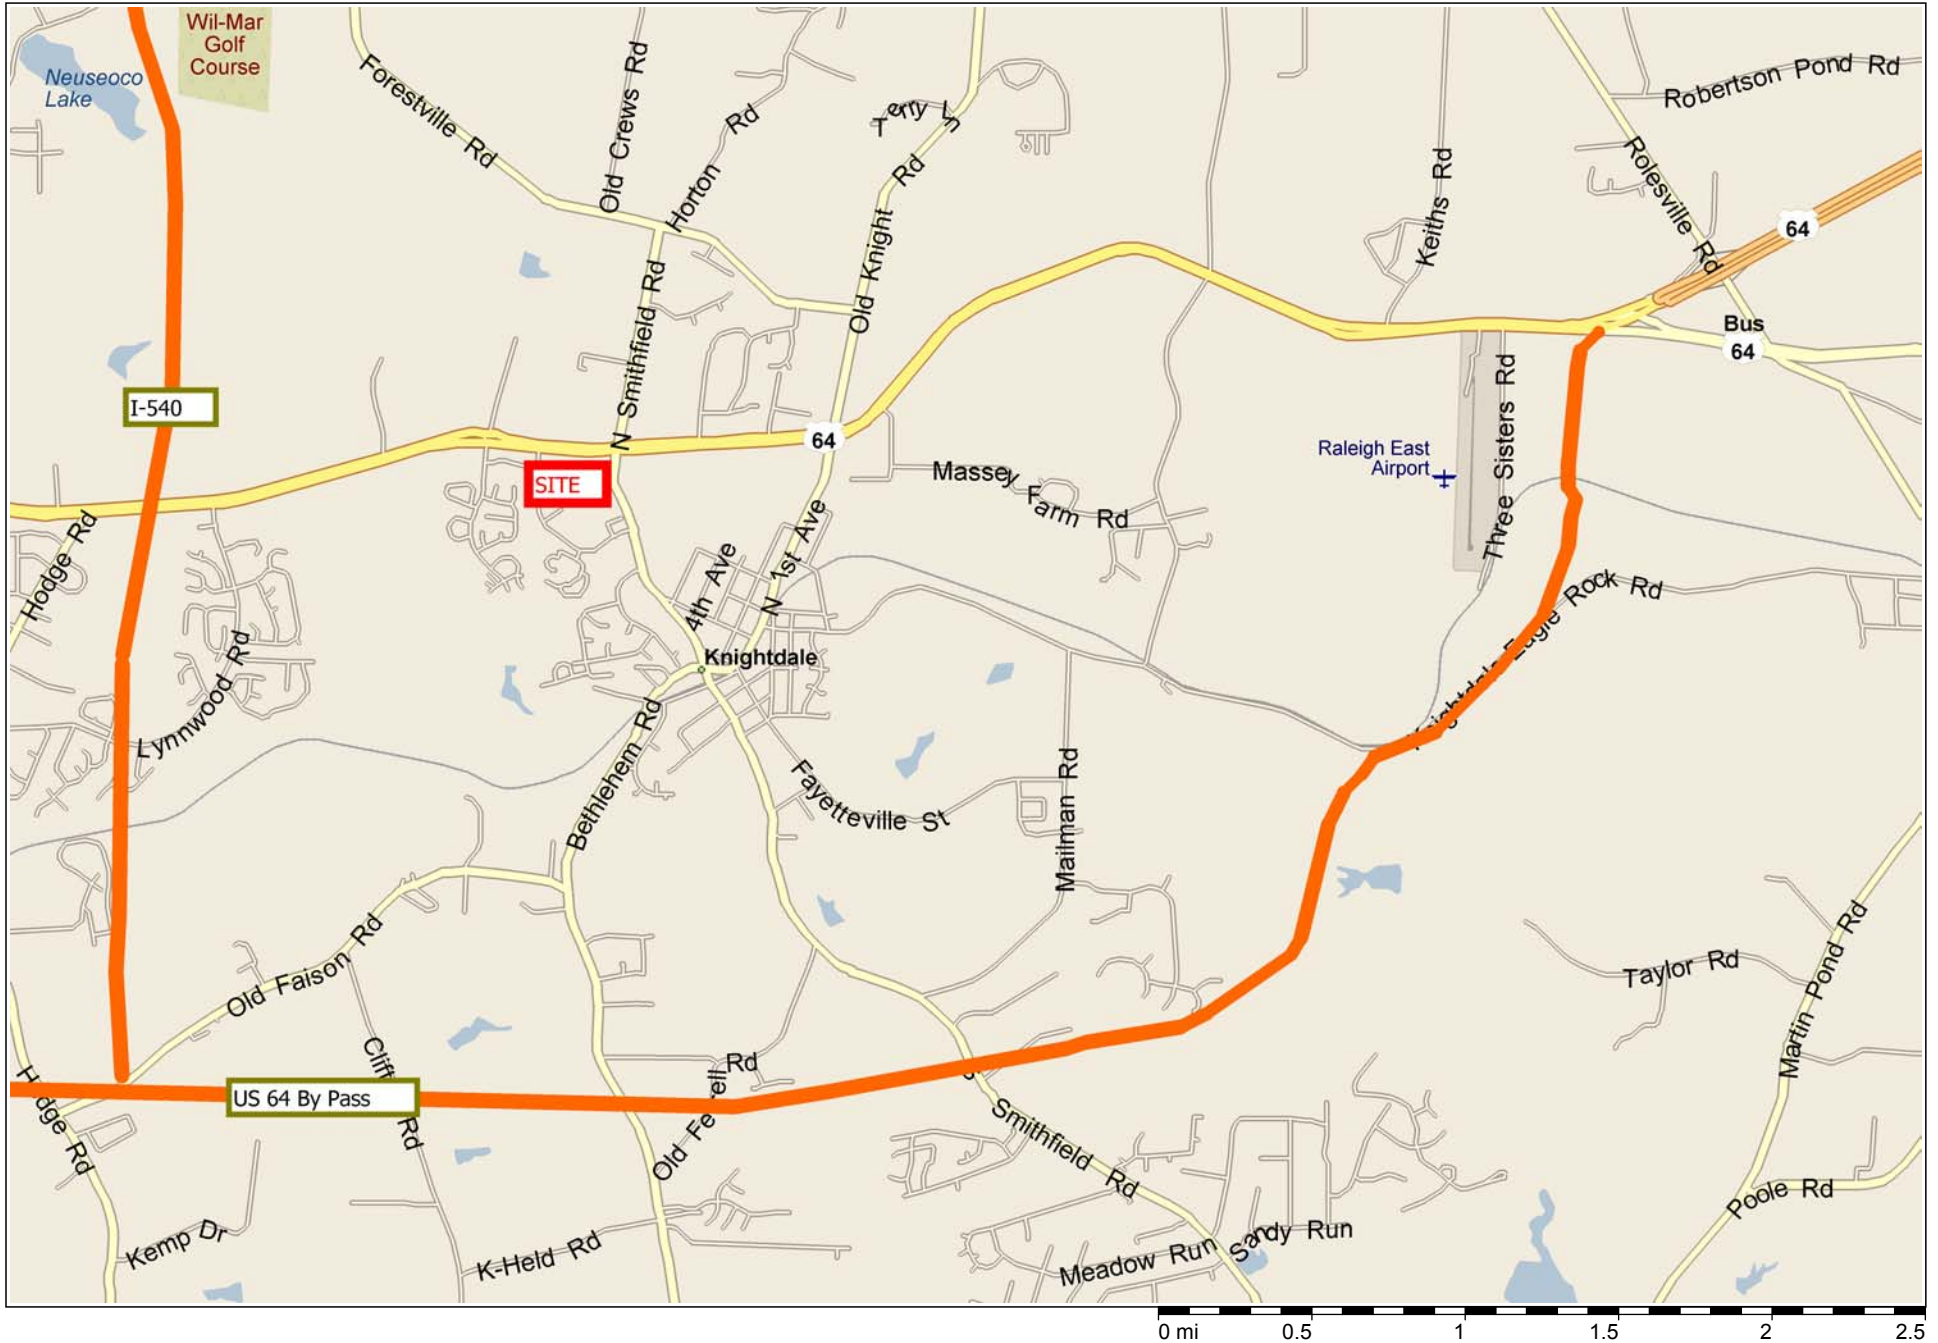 Wil-Mar
Golf
Course
Neuseoco
Lake
Forestville Rd
Old Crews Rd
Horton Rd
Terry Ln
Old Knight Rd
Keiths Rd
Robertson Pond Rd
Rolesville Rd
64
N Smithfield Rd
Bus
64
I-540
64
SITE
Massey Farm Rd
Raleigh East
Airport
Three Sisters Rd
Hodge Rd
4th Ave
N 1st Ave
Knightdale Eagle Rock Rd
Knightdale
Lynnwood Rd
Bethlehem Rd
Fayetteville St
Mailman Rd
Old Faison Rd
Taylor Rd
Martin Pond Rd
Hodge Rd
Rd
US 64 By Pass
Old Rd
S Smithfield Rd
Poole Rd
Kemp Dr
K-Held Rd
Meadow Run
Sandy Run
0 mi 0.5 1 1.5 2 2.5